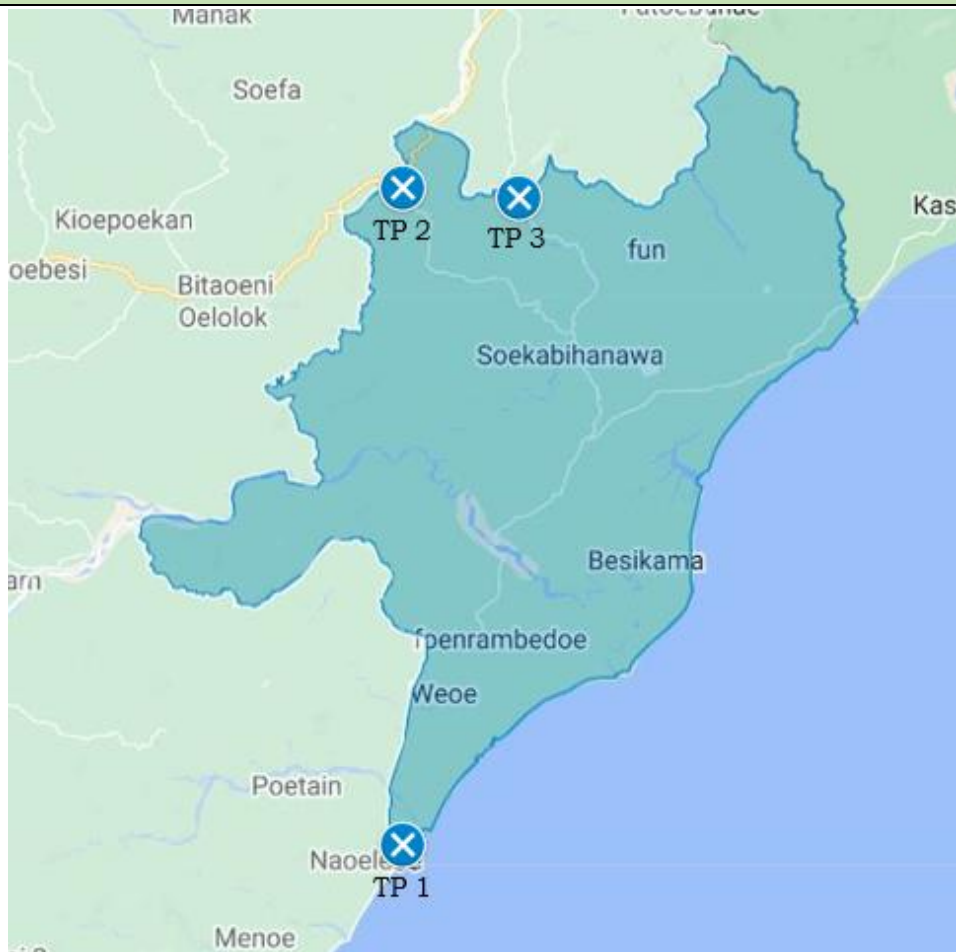 Manak
Soefa
TP 2
TP 3
Kas
Kioepoekan
fun
oebesi
Bitaoeni
Oelolok
Soekabihanawa
Besikama
arn
fpenrambedoe
Weoe
Poetain
TP 1
Menoe